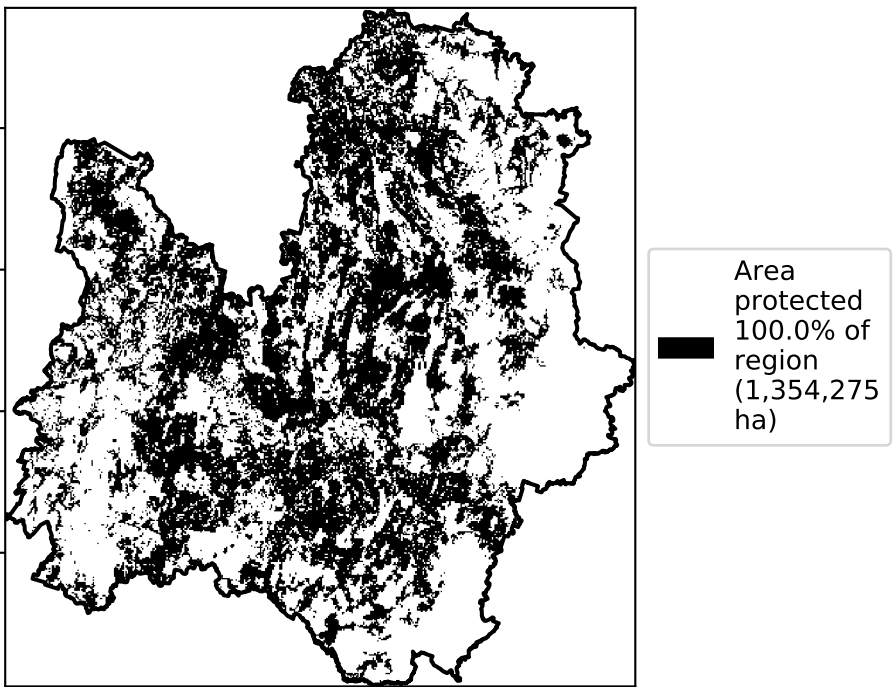 Area
protected
100.0% of
region
(1,354,275
ha)